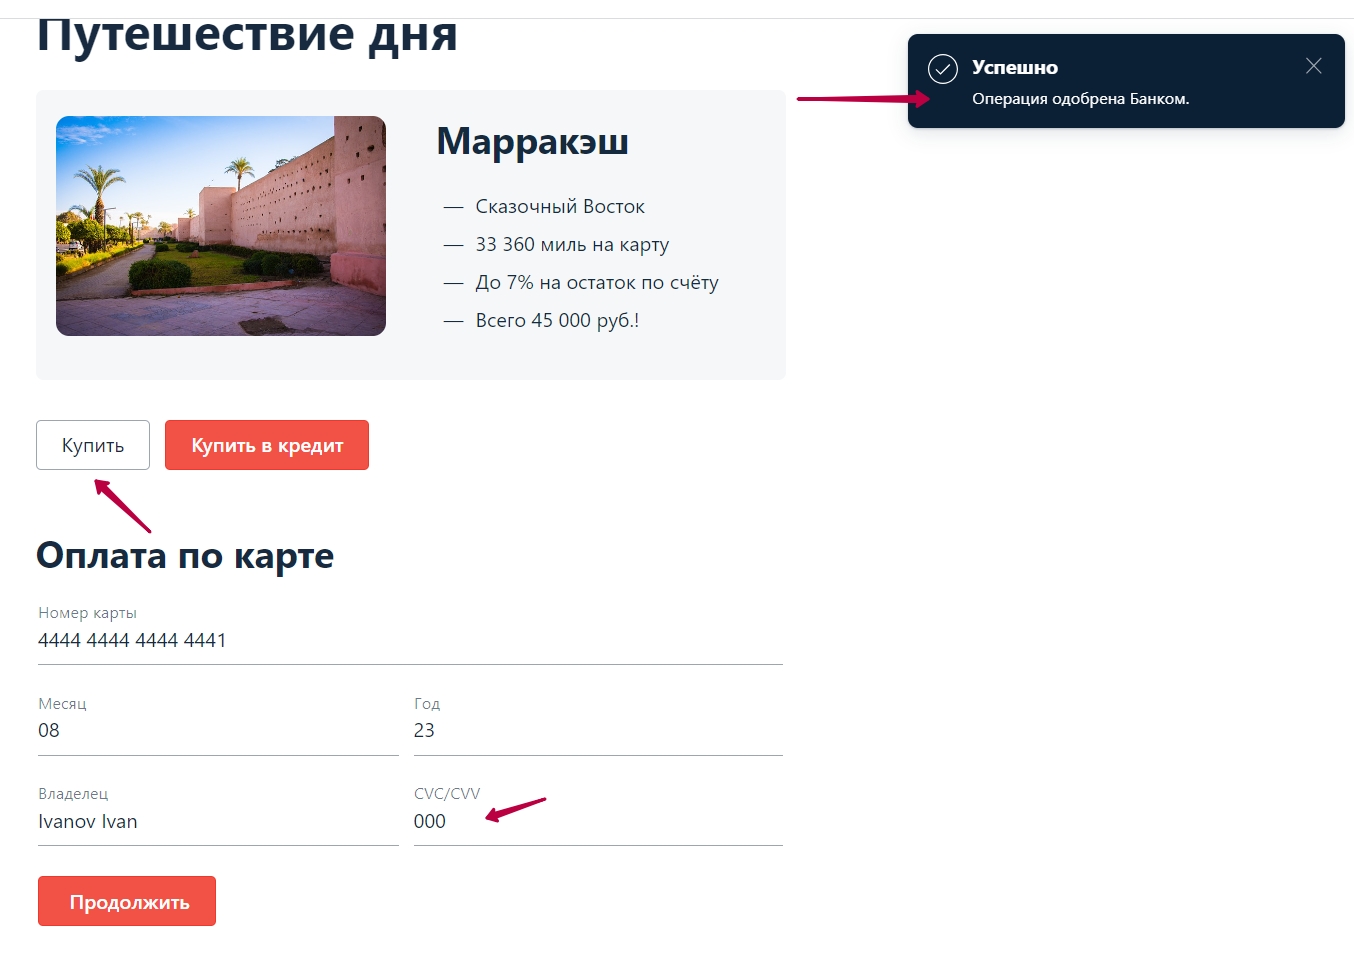 Путешествие дня
Успешно
Операция одобрена Банком.
Марракэш
— Сказочный Восток
— 33 360 миль на карту
— До 7% на остаток по счёту
— Всего 45 000 руб.!
Купить
Купить в кредит
Оплата по карте
Номер карты
4444 4444 4444 4441
Месяц
Год
08
23
Владелец
CVC/CVV
Ivanov Ivan
000
Продолжить